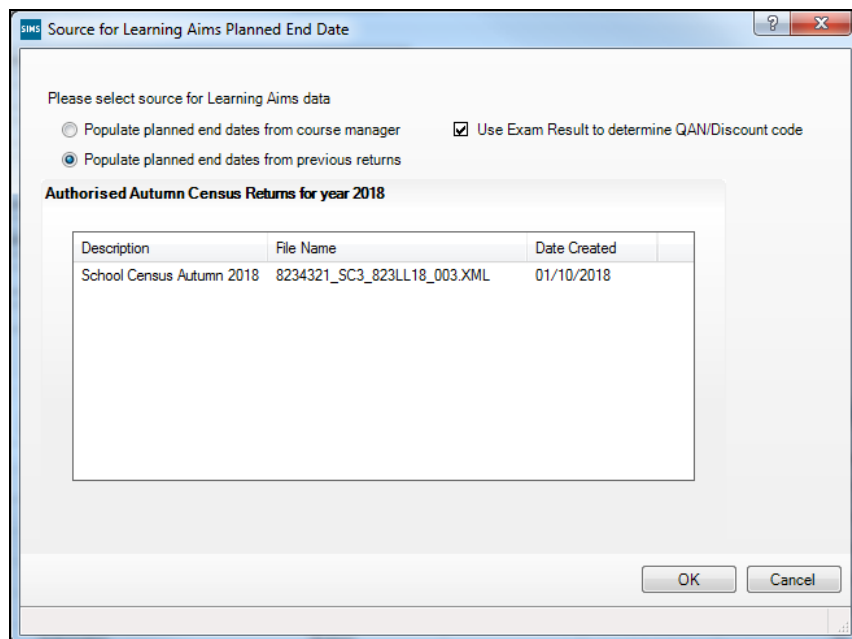 SIMS Source for Learning Aims Planned End Date ? X
Please select source for Learning Aims data
Populate planned end dates from course manager Use Exam Result to determine QAN/Discount code
Populate planned end dates from previous returns
Authorised Autumn Census Returns for year 2018
Description File Name Date Created
School Census Autumn 2018 8234321_SC3_823LL18_003.XML 01/10/2018
OK Cancel